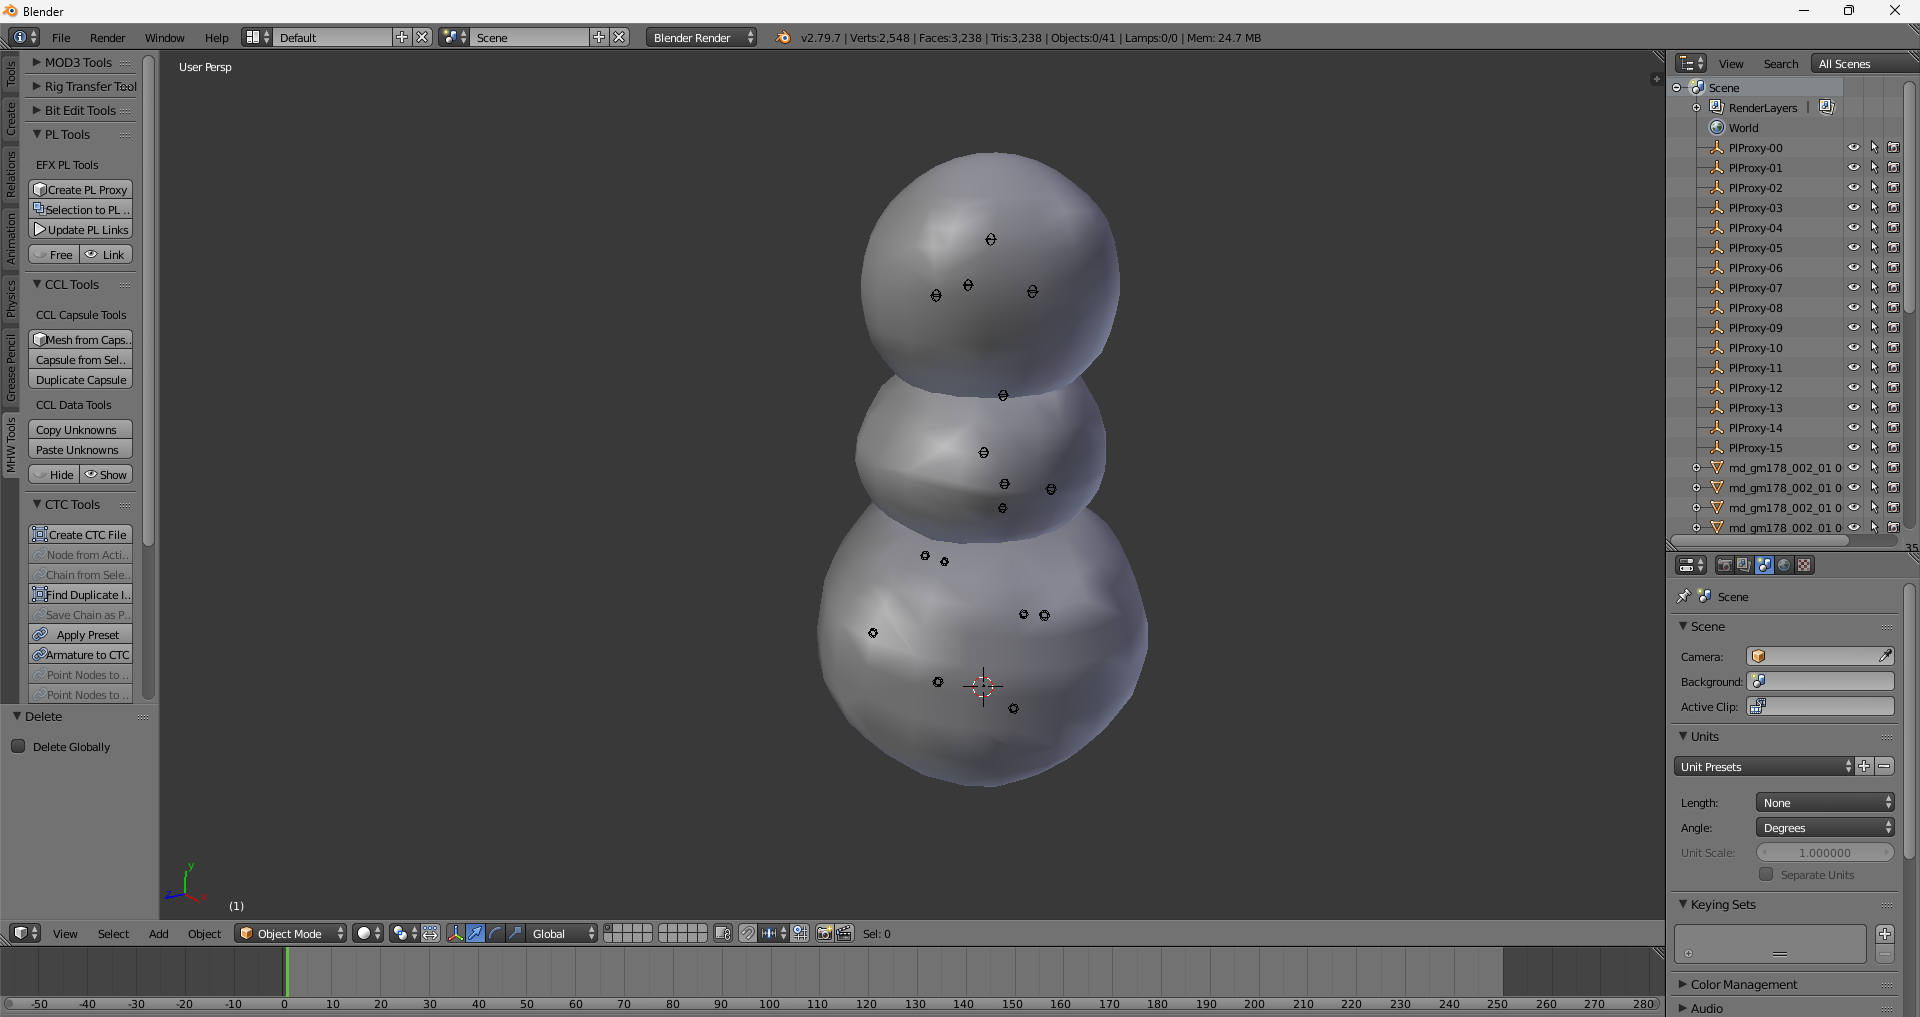 Blender
File Render Window Help Default Scene Blender Render v2.79.7 | Verts:2,548 | Faces:3,238 | Tris:3,238 | Objects:0/41 | Lamps:0/0 | Mem: 24.7 MB
Tools
Create
Relations
Animation
Physics
Grease Pencil
MHW Tools
MOD3 Tools
Rig Transfer Tool
Bit Edit Tools
PL Tools
EFX PL Tools
Create PL Proxy
Selection to PL ..
Update PL Links
Free Link
CCL Tools
CCL Capsule Tools
Mesh from Caps..
Capsule from Sel..
Duplicate Capsule
CCL Data Tools
Copy Unknowns
Paste Unknowns
Hide Show
CTC Tools
Create CTC File
Node from Acti..
Chain from Sele..
Find Duplicate I..
Save Chain as P..
Apply Preset
Armature to CTC
Point Nodes to ..
Point Nodes to ..
Delete
Delete Globally
User Persp
y
z
x
(1)
View Select Add Object Object Mode Global Sel: 0
-50 -40 -30 -20 -10 0 10 20 30 40 50 60 70 80 90 100 110 120 130 140 150 160 170 180 190 200 210 220 230 240 250 260 270 280
View Search All Scenes
Scene
RenderLayers |
World
PlProxy-00
PlProxy-01
PlProxy-02
PlProxy-03
PlProxy-04
PlProxy-05
PlProxy-06
PlProxy-07
PlProxy-08
PlProxy-09
PlProxy-10
PlProxy-11
PlProxy-12
PlProxy-13
PlProxy-14
PlProxy-15
md_gm178_002_01 0
md_gm178_002_01 0
md_gm178_002_01 0
md_gm178_002_01 0
35
Scene
Scene
Camera:
Background:
Active Clip:
Units
Unit Presets
Length: None
Angle: Degrees
Unit Scale: 1.000000
Separate Units
Keying Sets
Color Management
Audio